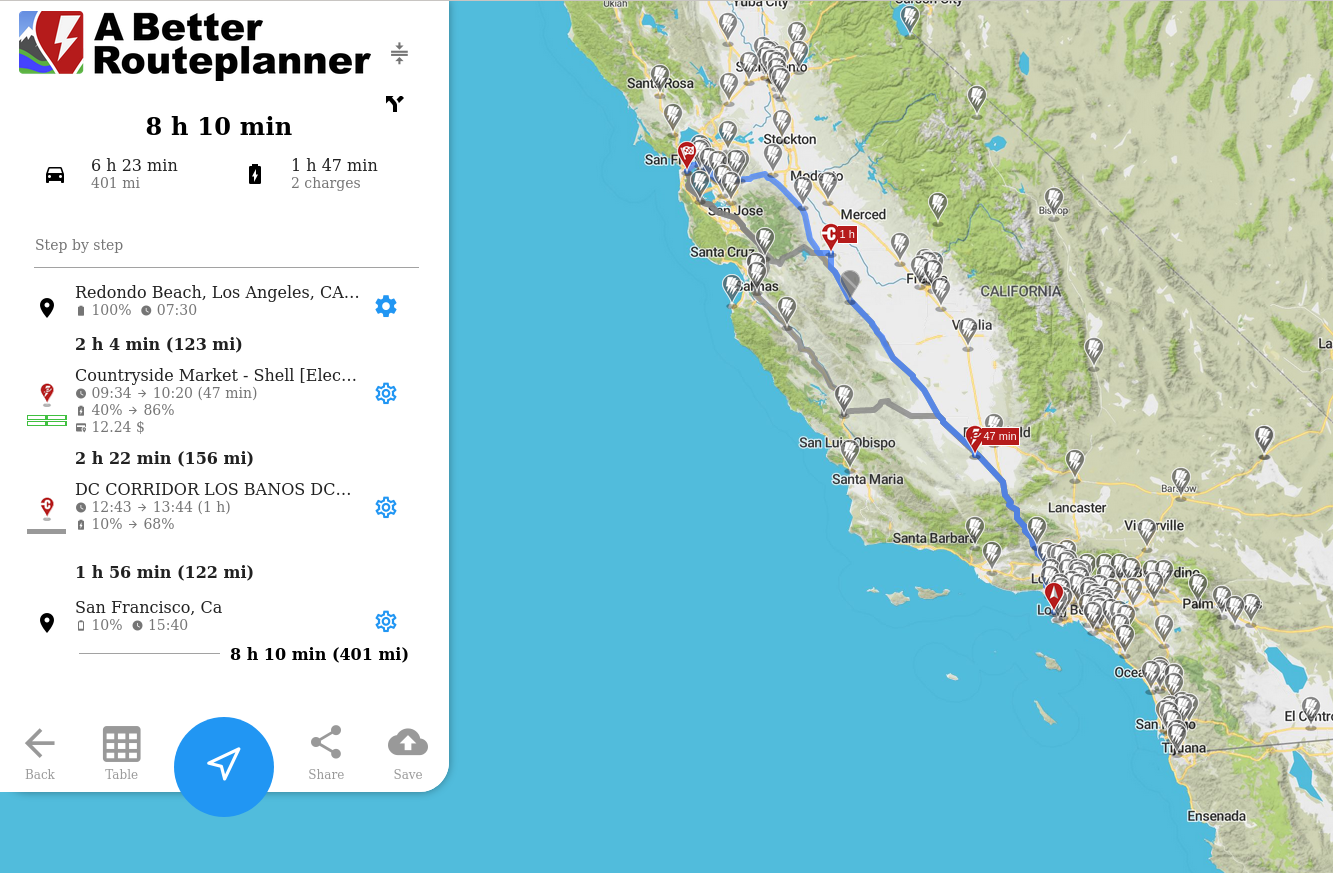 A Better
Routeplanner
8 h 10 min
6 h 23 min
401 mi
1 h 47 min
2 charges
Step by step
Redondo Beach, Los Angeles, CA...
100% 07:30
2 h 4 min (123 mi)
Countryside Market - Shell [Elec...
09:34 → 10:20 (47 min)
40% → 86%
12.24 $
2 h 22 min (156 mi)
DC CORRIDOR LOS BANOS DC...
12:43 → 13:44 (1 h)
10% → 68%
1 h 56 min (122 mi)
San Francisco, Ca
10% 15:40
8 h 10 min (401 mi)
Back
Table
Share
Save
Ukiah
Yuba City
Carson City
Santa Rosa
Stockton
San F
Modesto
San Jose
Merced
Bishop
1 h
Santa Cruz
Salinas
CALIFORNIA
Visalia
La
47 min
San Luis Obispo
Santa Maria
Barstow
Lancaster
Victorville
Santa Barbara
Palm
Long Beach
Ocea
San Diego
El Centro
Tijuana
Ensenada